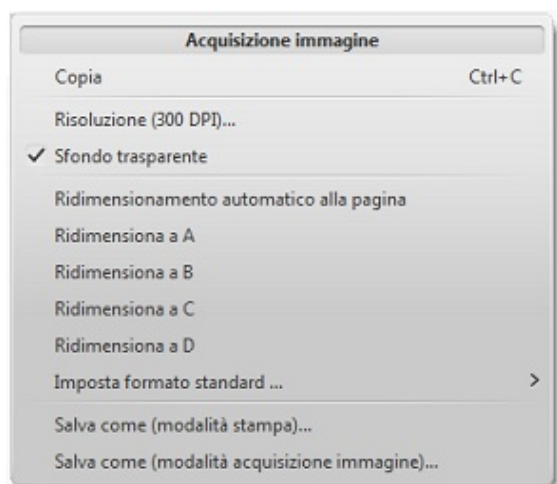 Acquisizione immagine
Copia Ctrl+C
Risoluzione (300 DPI)...
Sfondo trasparente
Ridimensionamento automatico alla pagina
Ridimensiona a A
Ridimensiona a B
Ridimensiona a C
Ridimensiona a D
Imposta formato standard ...
Salva come (modalità stampa)...
Salva come (modalità acquisizione immagine)...